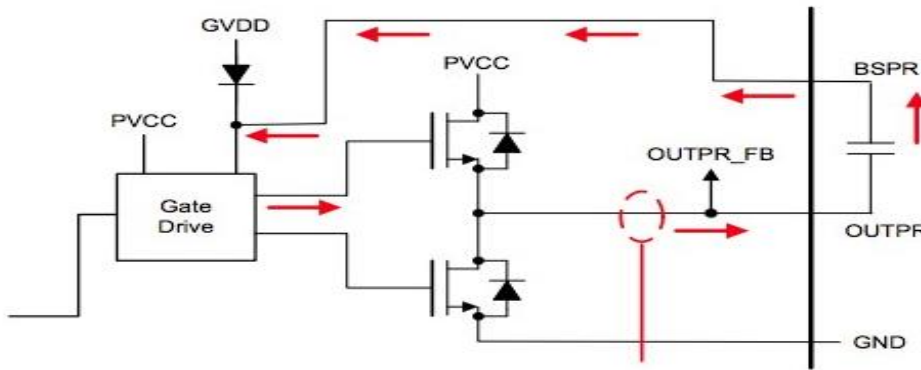 GVDD
PVCC
BSPR
PVCC
OUTPR_FB
Gate
Drive
OUTPR
GND